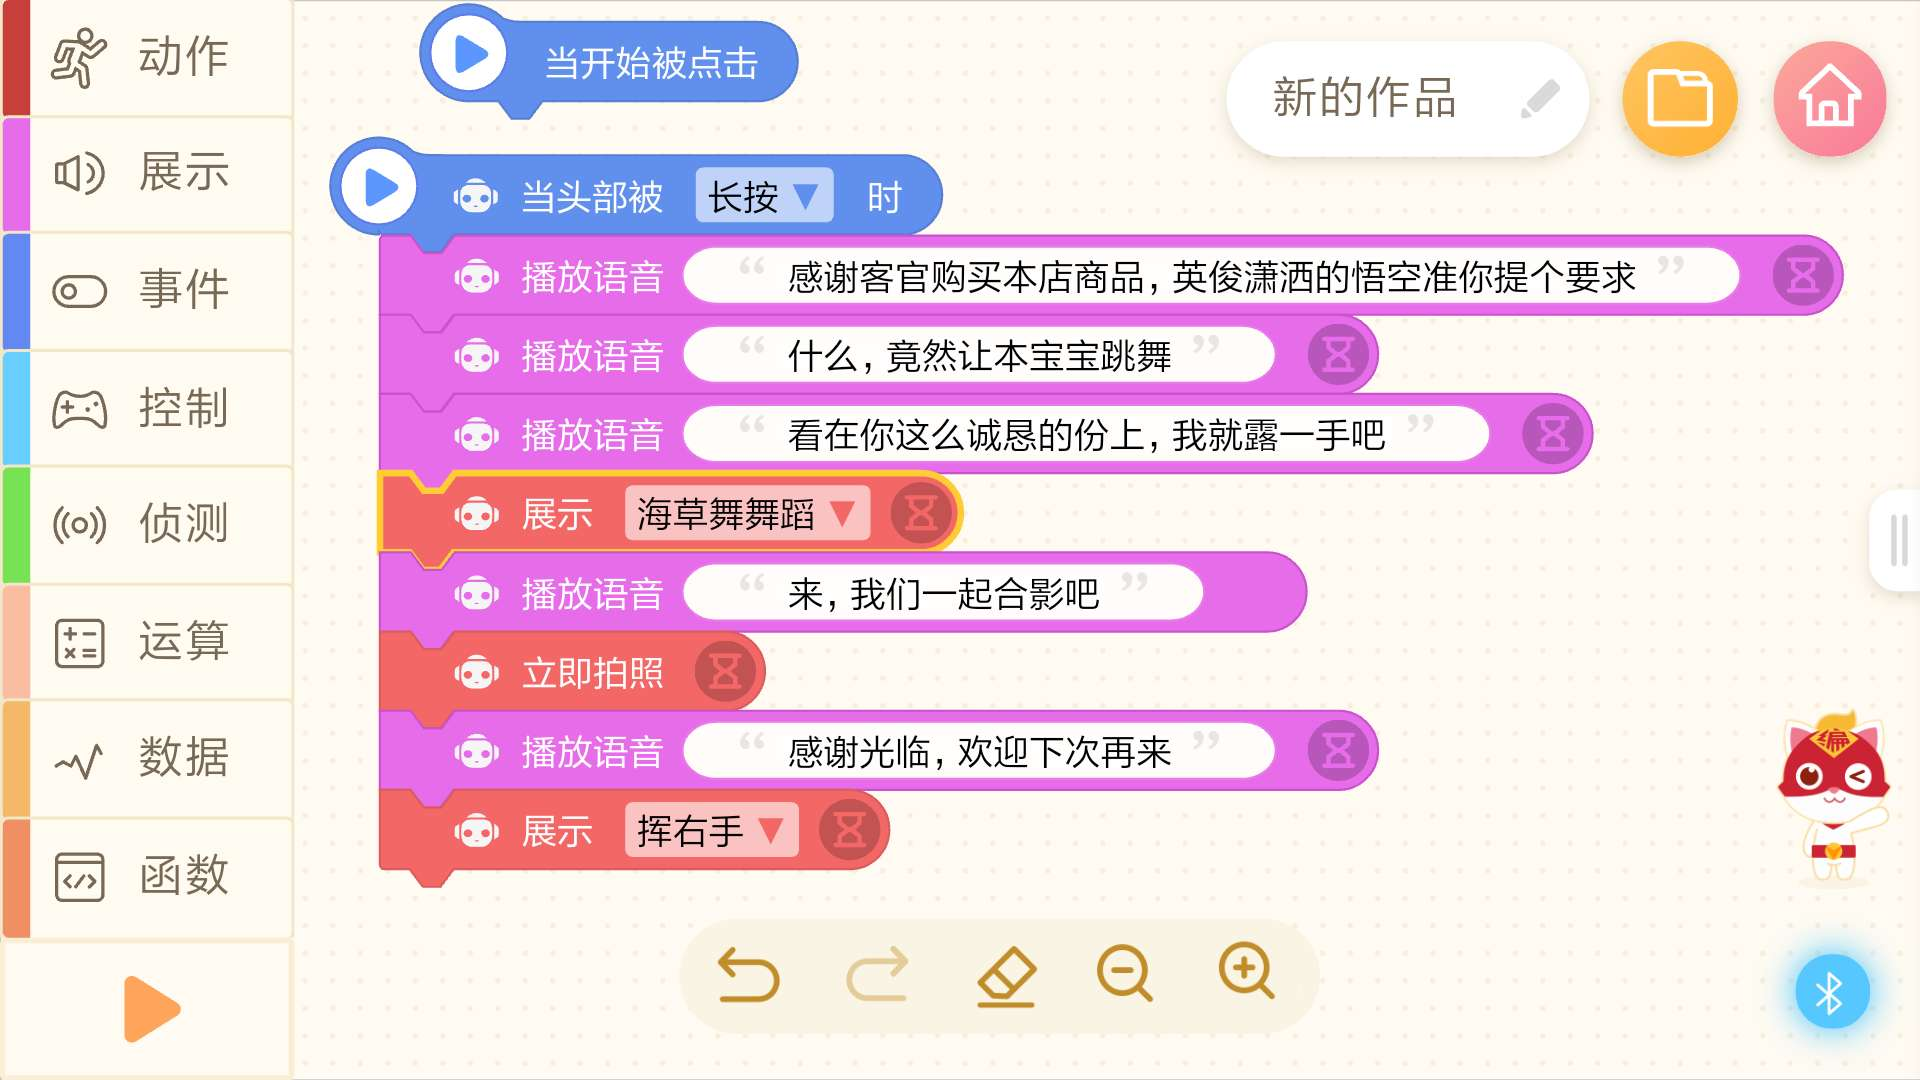 动作
展示
事件
控制
侦测
运算
数据
函数
当开始被点击
新的作品
当头部被 长按 时
播放语音 “ 感谢客官购买本店商品，英俊潇洒的悟空准你提个要求 ”
播放语音 “ 什么，竟然让本宝宝跳舞 ”
播放语音 “ 看在你这么诚恳的份上，我就露一手吧 ”
展示 海草舞舞蹈
播放语音 “ 来，我们一起合影吧 ”
立即拍照
播放语音 “ 感谢光临，欢迎下次再来 ”
展示 挥右手
编